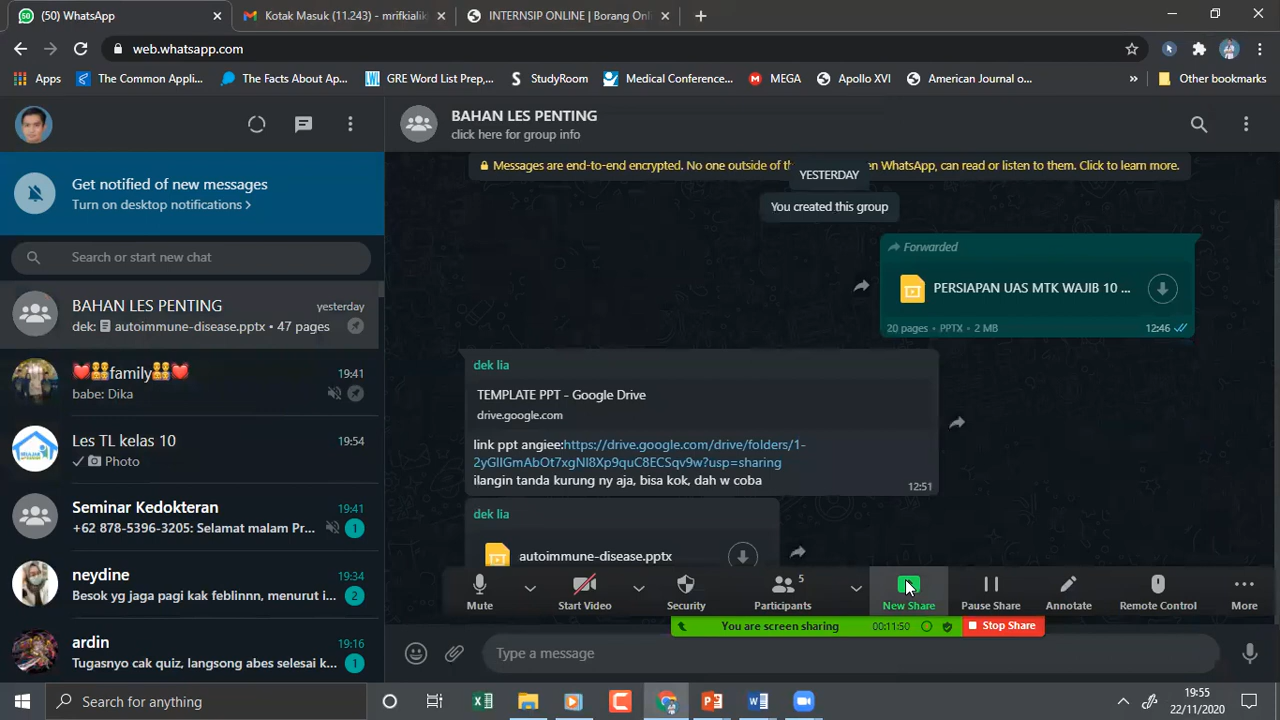 (50) WhatsApp
Kotak Masuk (11.243) - mrifkialik
INTERNSIP ONLINE | Borang Onl
web.whatsapp.com
Apps
The Common Appli...
The Facts About Ap...
GRE Word List Prep,...
StudyRoom
Medical Conference...
MEGA
Apollo XVI
American Journal o...
Other bookmarks
BAHAN LES PENTING
click here for group info
Get notified of new messages
Turn on desktop notifications >
Search or start new chat
BAHAN LES PENTING
yesterday
dek: autoimmune-disease.pptx • 47 pages
❤️👨‍👩‍👧‍👦family👨‍👩‍👧‍👦❤️
19:41
babe: Dika
Les TL kelas 10
19:54
Photo
Seminar Kedokteran
19:41
+62 878-5396-3205: Selamat malam Pr...
1
neydine
19:34
Besok yg jaga pagi kak feblinnn, menurut i...
2
ardin
19:16
Tugasnyo cak quiz, langsong abes selesai k...
1
Messages are end-to-end encrypted. No one outside of th
en WhatsApp, can read or listen to them. Click to learn more.
YESTERDAY
You created this group
Forwarded
PERSIAPAN UAS MTK WAJIB 10 ...
20 pages • PPTX • 2 MB
12:46
dek lia
TEMPLATE PPT - Google Drive
drive.google.com
link ppt angiee:https://drive.google.com/drive/folders/1-
2yGIIGmAbOt7xgNI8Xp9quC8ECSqv9w?usp=sharing
ilangin tanda kurung ny aja, bisa kok, dah w coba
12:51
dek lia
autoimmune-disease.pptx
Mute
Start Video
Security
Participants
5
New Share
Pause Share
Annotate
Remote Control
More
You are screen sharing
00:11:50
Stop Share
Type a message
Search for anything
19:55
22/11/2020